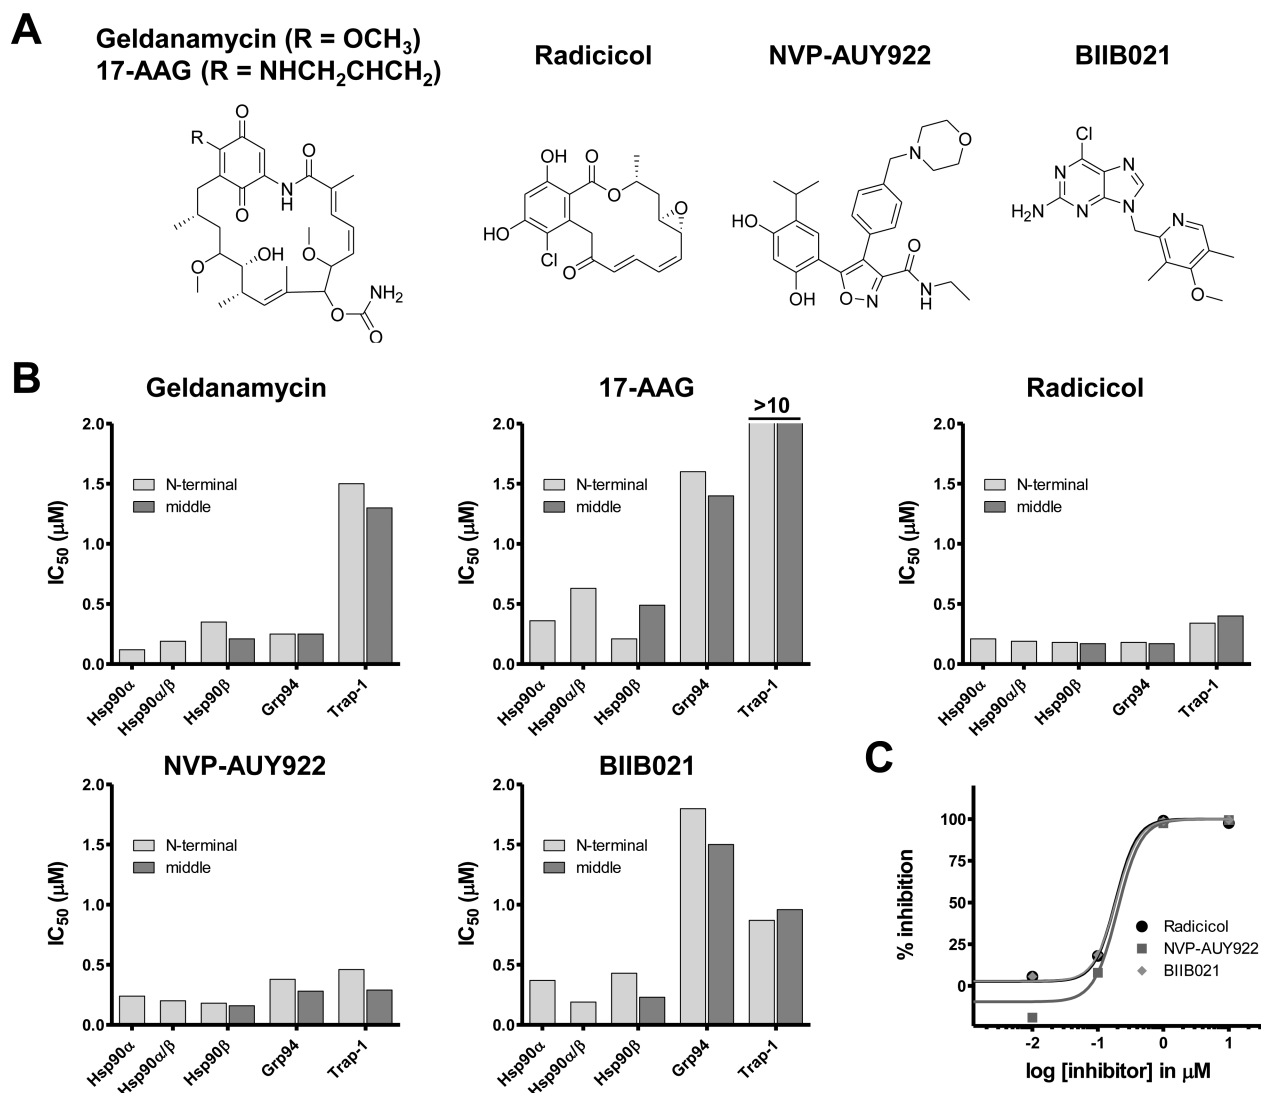 A
Geldanamycin (R = OCH3)
17-AAG (R = NHCH2CHCH2)
Radicicol
NVP-AUY922
BIIB021
O
R
O
N
H
O
O
OH
O
O
NH2
O
OH
O
O
O
HO
Cl
O
N
O
HO
OH
O
N
O
N
H
Cl
N
N
H2N
N
N
N
O
B
Geldanamycin
2.0
1.5
1.0
0.5
0.0
IC50 (μM)
N-terminal
middle
Hsp90α
Hsp90α/β
Hsp90β
Grp94
Trap-1
17-AAG
>10
2.0
1.5
1.0
0.5
0.0
IC50 (μM)
N-terminal
middle
Hsp90α
Hsp90α/β
Hsp90β
Grp94
Trap-1
Radicicol
2.0
1.5
1.0
0.5
0.0
IC50 (μM)
N-terminal
middle
Hsp90α
Hsp90α/β
Hsp90β
Grp94
Trap-1
NVP-AUY922
2.0
1.5
1.0
0.5
0.0
IC50 (μM)
N-terminal
middle
Hsp90α
Hsp90α/β
Hsp90β
Grp94
Trap-1
BIIB021
2.0
1.5
1.0
0.5
0.0
IC50 (μM)
N-terminal
middle
Hsp90α
Hsp90α/β
Hsp90β
Grp94
Trap-1
C
100
75
50
25
0
% inhibition
Radicicol
NVP-AUY922
BIIB021
-2 -1 0 1
log [inhibitor] in μM